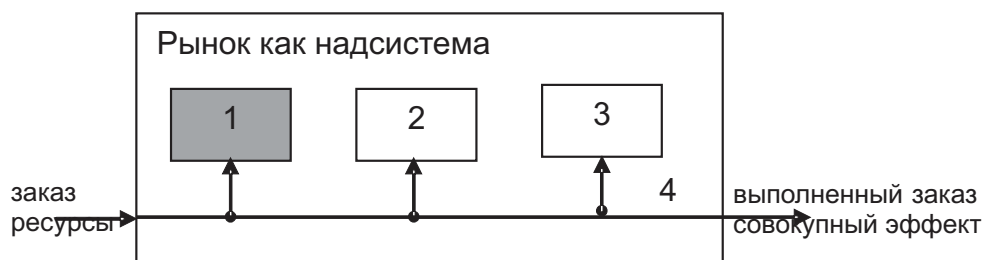 Рынок как надсистема
1
2
3
4
заказ
ресурсы
выполненный заказ
совокупный эффект